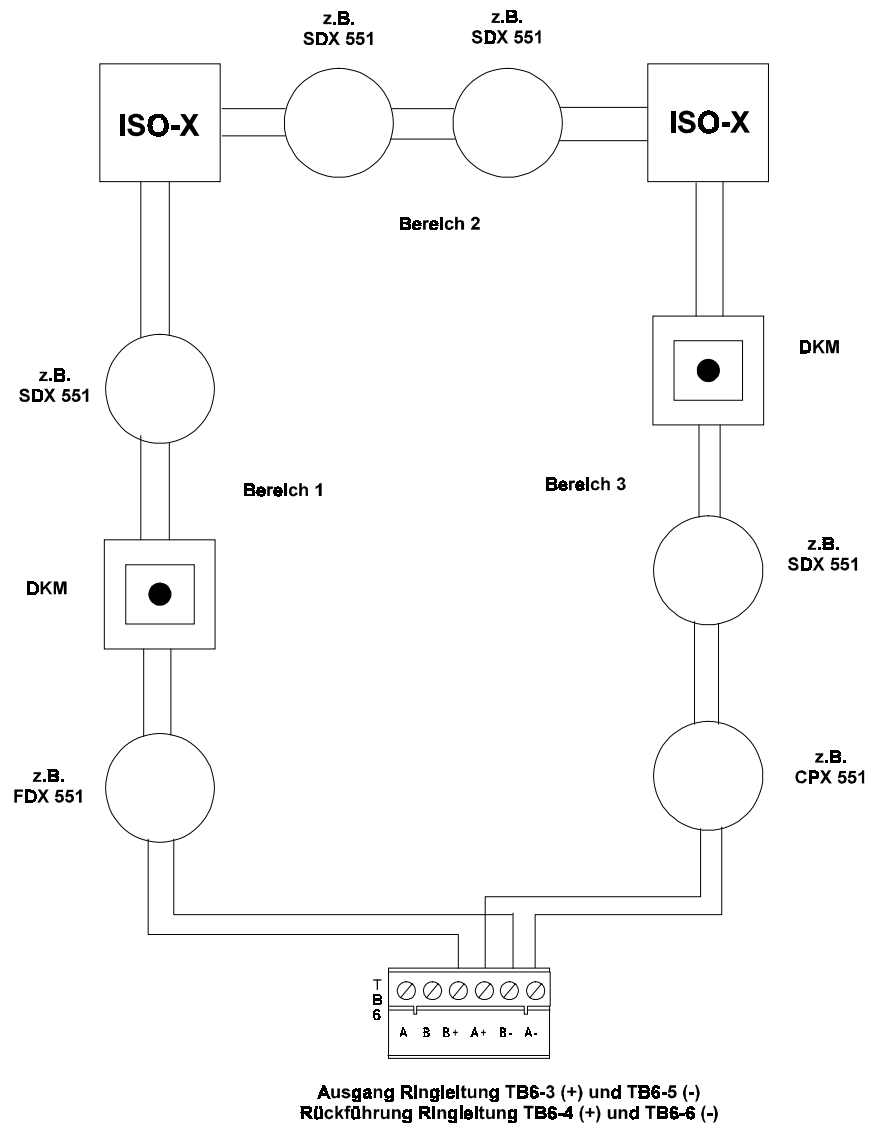 z.B.
SDX 551
z.B.
SDX 551
ISO-X
ISO-X
Bereich 2
z.B.
SDX 551
DKM
Bereich 1
Bereich 3
z.B.
SDX 551
DKM
z.B.
FDX 551
z.B.
CPX 551
T
B
6
A B B+ A+ B- A-
Ausgang Ringleitung TB6-3 (+) und TB6-5 (-)
Rückführung Ringleitung TB6-4 (+) und TB6-6 (-)